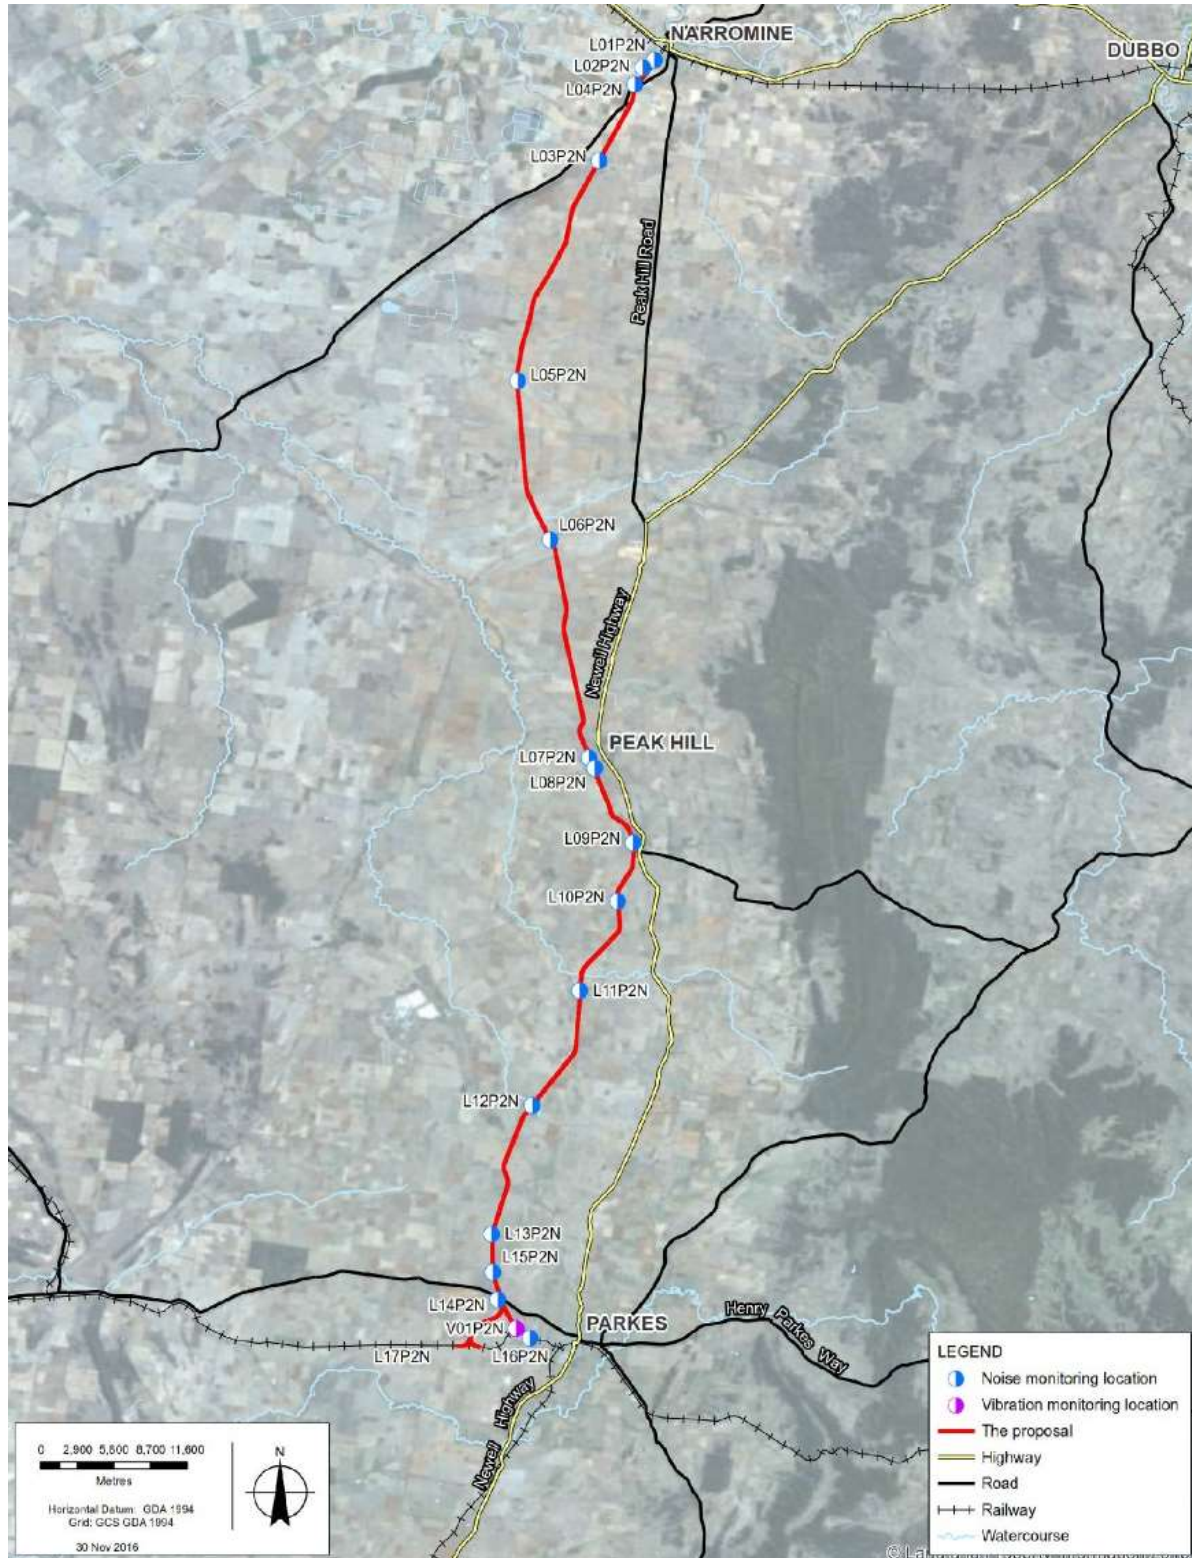 NARROMINE
L01P2N
DUBBO
L02P2N
L04P2N
L03P2N
Peak Hill Road
L05P2N
L06P2N
Newell Highway
PEAK HILL
L07P2N
L08P2N
L09P2N
L10P2N
L11P2N
L12P2N
L13P2N
L15P2N
L14P2N
V01P2N
L17P2N
L16P2N
PARKES
Henry Parkes Way
Newell Highway
LEGEND
Noise monitoring location
Vibration monitoring location
The proposal
Highway
Road
Railway
Watercourse
0 2,900 5,800 8,700 11,600
Metres
Horizontal Datum: GDA 1994
Grid: GCS GDA 1994
30 Nov 2016
N